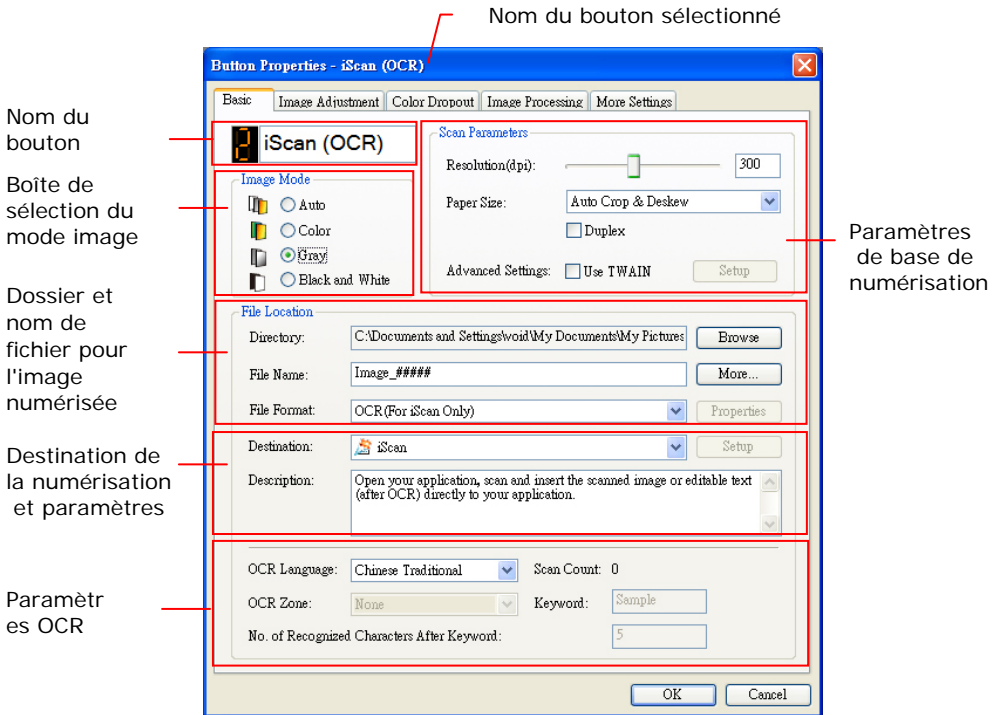 Nom du bouton sélectionné
Button Properties - iScan (OCR)
Basic Image Adjustment Color Dropout Image Processing More Settings
Nom du
bouton
2 iScan (OCR)
Boîte de
sélection du
mode image
Image Mode
Auto
Color
Gray
Black and White
Scan Parameters
Resolution(dpi): 300
Paper Size: Auto Crop & Deskew
Duplex
Advanced Settings: Use TWAIN Setup
Paramètres
de base de
numérisation
Dossier et
nom de
fichier pour
l'image
numérisée
File Location
Directory: C:\Documents and Settings\void\My Documents\My Pictures Browse
File Name: Image_##### More...
File Format: OCR(For iScan Only) Properties
Destination de
la numérisation
et paramètres
Destination: iScan Setup
Description: Open your application, scan and insert the scanned image or editable text
(after OCR) directly to your application.
Paramètr
es OCR
OCR Language: Chinese Traditional Scan Count: 0
OCR Zone: None Keyword: Sample
No. of Recognized Characters After Keyword: 5
OK Cancel